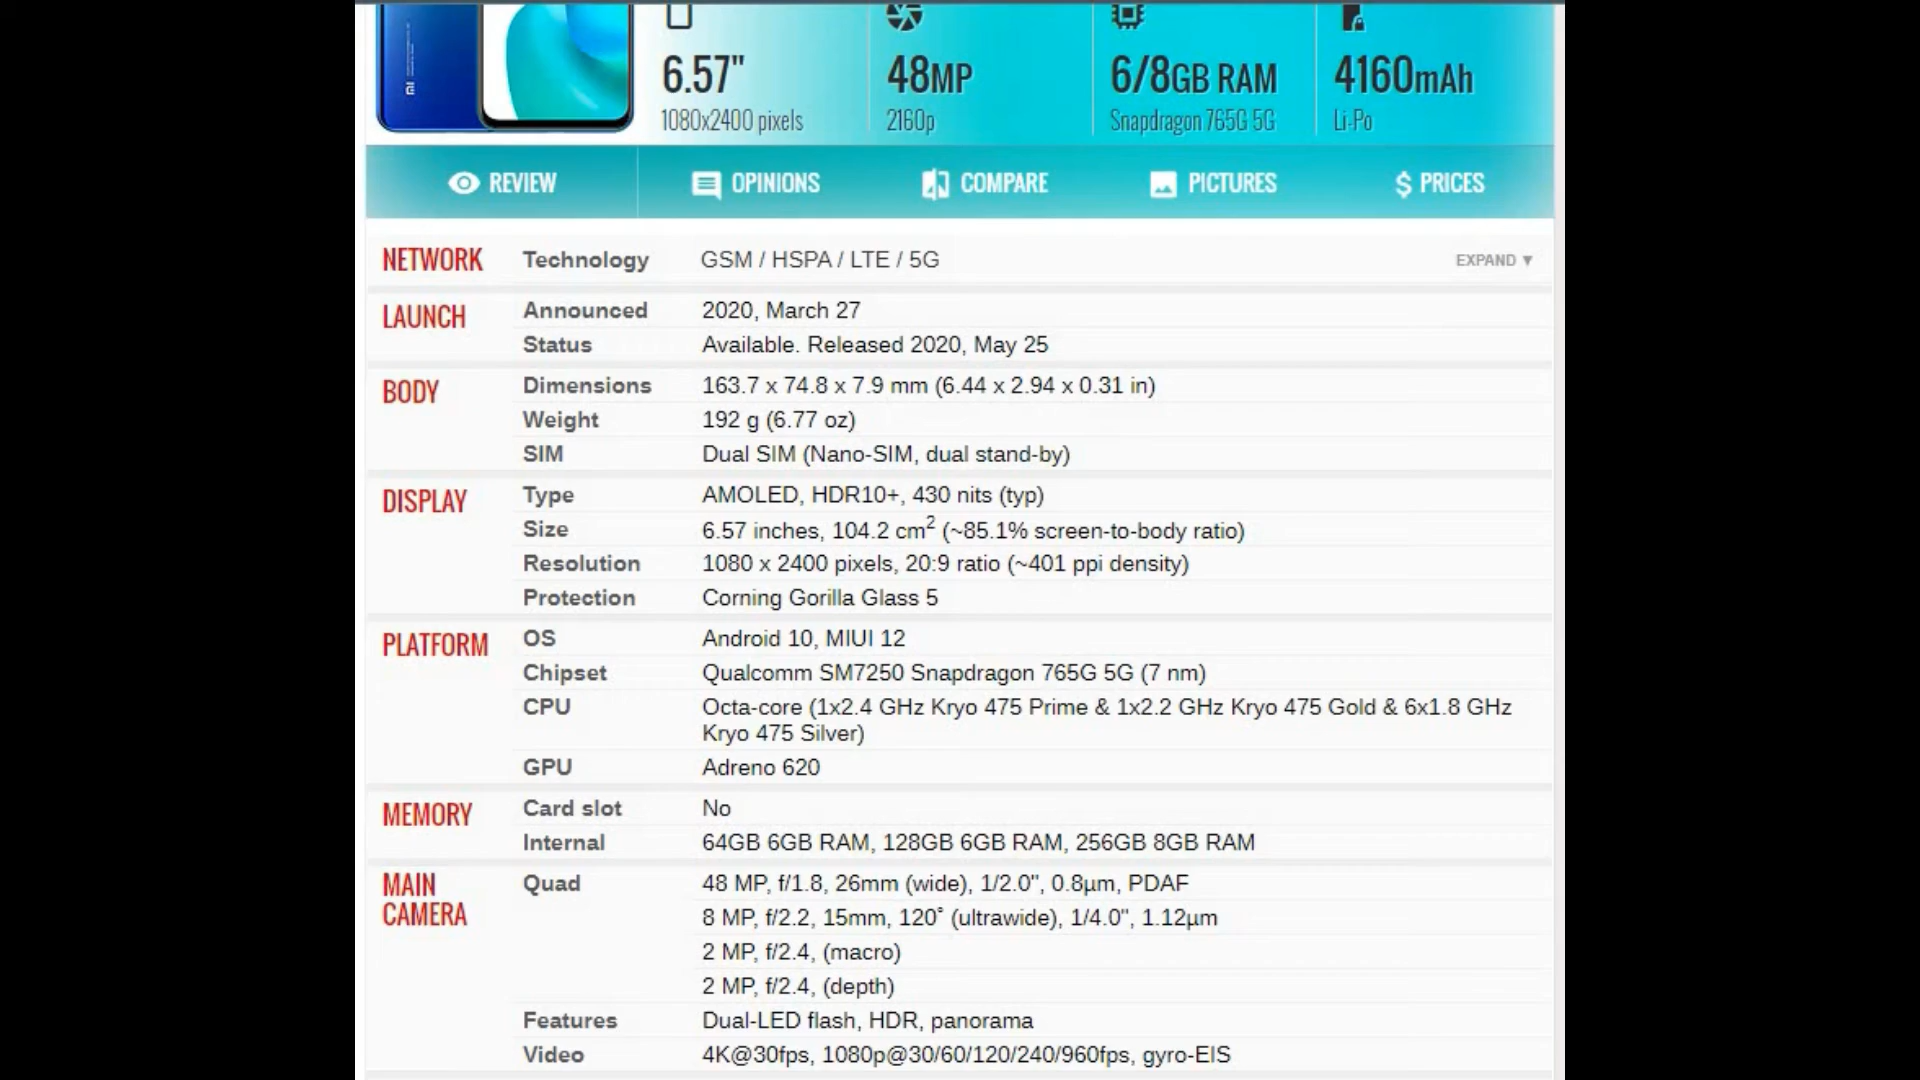 mi
6.57"
1080x2400 pixels
48MP
2160p
6/8GB RAM
Snapdragon 765G 5G
4160mAh
Li-Po
REVIEW
OPINIONS
COMPARE
PICTURES
$ PRICES
NETWORK Technology GSM / HSPA / LTE / 5G EXPAND ▼
LAUNCH Announced 2020, March 27
Status Available. Released 2020, May 25
BODY Dimensions 163.7 x 74.8 x 7.9 mm (6.44 x 2.94 x 0.31 in)
Weight 192 g (6.77 oz)
SIM Dual SIM (Nano-SIM, dual stand-by)
DISPLAY Type AMOLED, HDR10+, 430 nits (typ)
Size 6.57 inches, 104.2 cm² (~85.1% screen-to-body ratio)
Resolution 1080 x 2400 pixels, 20:9 ratio (~401 ppi density)
Protection Corning Gorilla Glass 5
PLATFORM OS Android 10, MIUI 12
Chipset Qualcomm SM7250 Snapdragon 765G 5G (7 nm)
CPU Octa-core (1x2.4 GHz Kryo 475 Prime & 1x2.2 GHz Kryo 475 Gold & 6x1.8 GHz
Kryo 475 Silver)
GPU Adreno 620
MEMORY Card slot No
Internal 64GB 6GB RAM, 128GB 6GB RAM, 256GB 8GB RAM
MAIN
CAMERA Quad 48 MP, f/1.8, 26mm (wide), 1/2.0", 0.8µm, PDAF
8 MP, f/2.2, 15mm, 120˚ (ultrawide), 1/4.0", 1.12µm
2 MP, f/2.4, (macro)
2 MP, f/2.4, (depth)
Features Dual-LED flash, HDR, panorama
Video 4K@30fps, 1080p@30/60/120/240/960fps, gyro-EIS